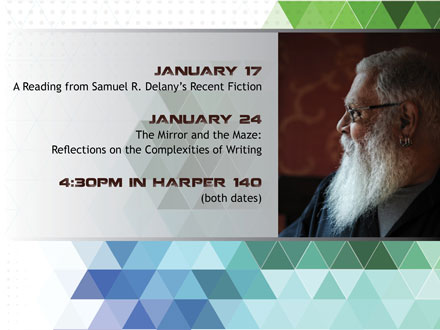 JANUARY 17
A Reading from Samuel R. Delany's Recent Fiction
JANUARY 24
The Mirror and the Maze:
Reflections on the Complexities of Writing
4:30PM IN HARPER 140
(both dates)